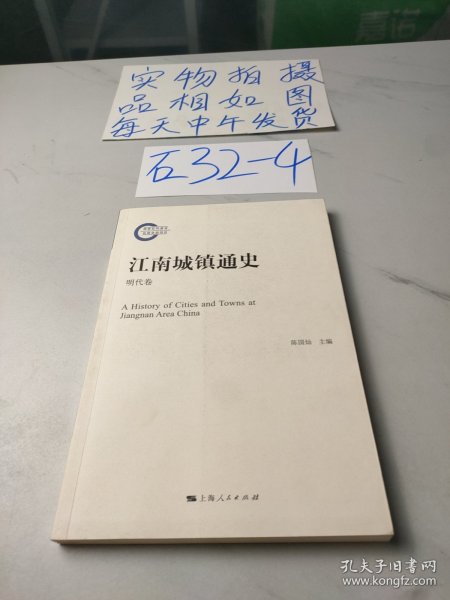 实物拍摄
品相如图
每天中午发货
石32-4
江南城镇通史
明代卷
A History of Cities and Towns at
Jiangnan Area China
陈国灿 主编
上海人民出版社
孔夫子旧书网
www.kongfz.com